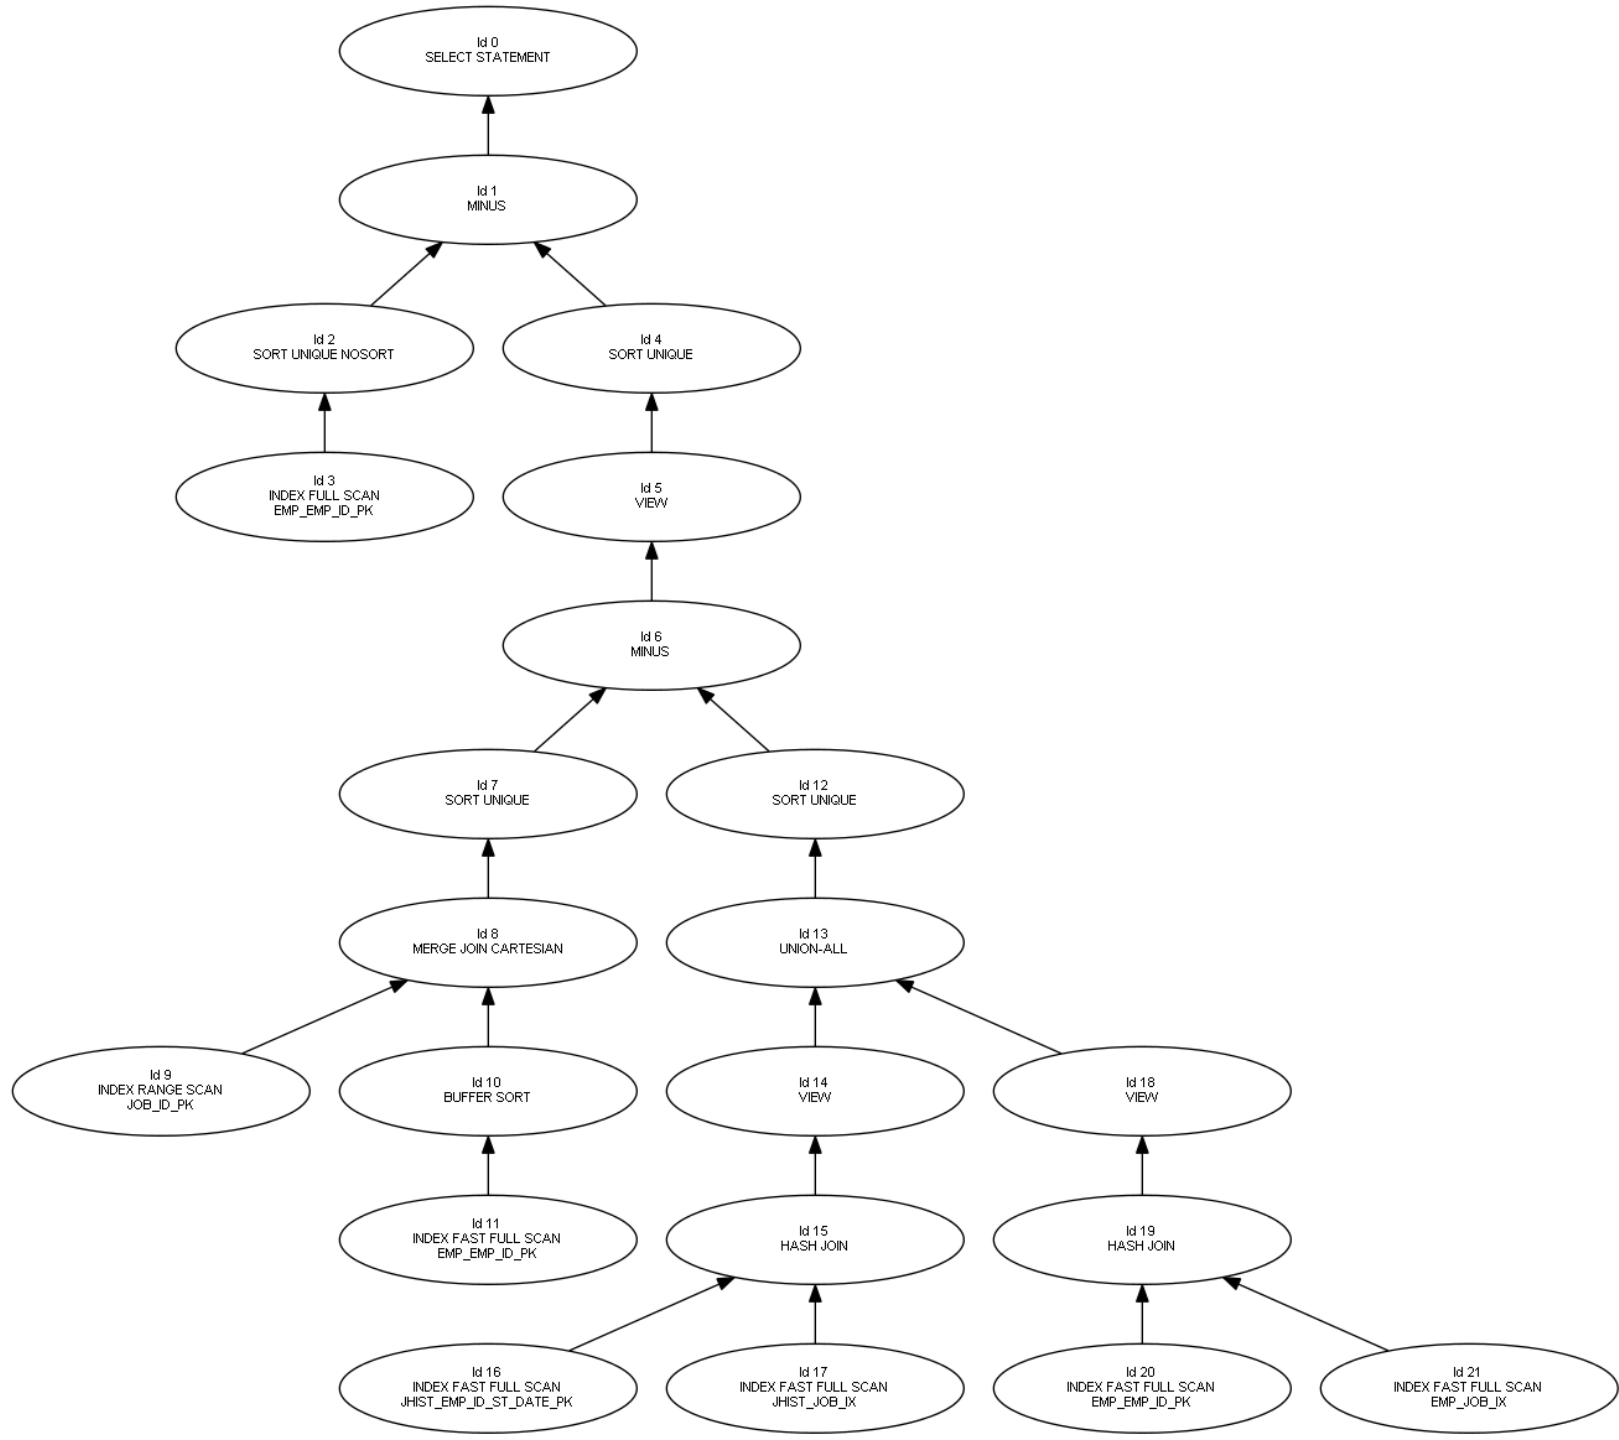 Id 0
SELECT STATEMENT
Id 1
MINUS
Id 2
SORT UNIQUE NOSORT
Id 4
SORT UNIQUE
Id 3
INDEX FULL SCAN
EMP_EMP_ID_PK
Id 5
VIEW
Id 6
MINUS
Id 7
SORT UNIQUE
Id 12
SORT UNIQUE
Id 8
MERGE JOIN CARTESIAN
Id 13
UNION-ALL
Id 9
INDEX RANGE SCAN
JOB_ID_PK
Id 10
BUFFER SORT
Id 14
VIEW
Id 18
VIEW
Id 11
INDEX FAST FULL SCAN
EMP_EMP_ID_PK
Id 15
HASH JOIN
Id 19
HASH JOIN
Id 16
INDEX FAST FULL SCAN
JHIST_EMP_ID_ST_DATE_PK
Id 17
INDEX FAST FULL SCAN
JHIST_JOB_IX
Id 20
INDEX FAST FULL SCAN
EMP_EMP_ID_PK
Id 21
INDEX FAST FULL SCAN
EMP_JOB_IX